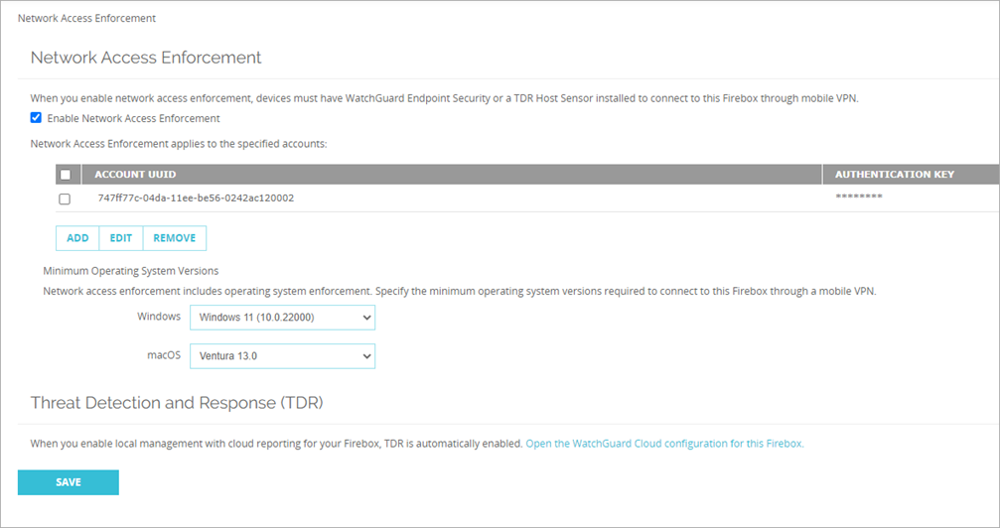 Network Access Enforcement
Network Access Enforcement
When you enable network access enforcement, devices must have WatchGuard Endpoint Security or a TDR Host Sensor installed to connect to this Firebox through mobile VPN.
Enable Network Access Enforcement
Network Access Enforcement applies to the specified accounts:
ACCOUNT UUID AUTHENTICATION KEY
747ff77c-04da-11ee-be56-0242ac120002 ********
ADD EDIT REMOVE
Minimum Operating System Versions
Network access enforcement includes operating system enforcement. Specify the minimum operating system versions required to connect to this Firebox through a mobile VPN.
Windows Windows 11 (10.0.22000)
macOS Ventura 13.0
Threat Detection and Response (TDR)
When you enable local management with cloud reporting for your Firebox, TDR is automatically enabled. Open the WatchGuard Cloud configuration for this Firebox.
SAVE